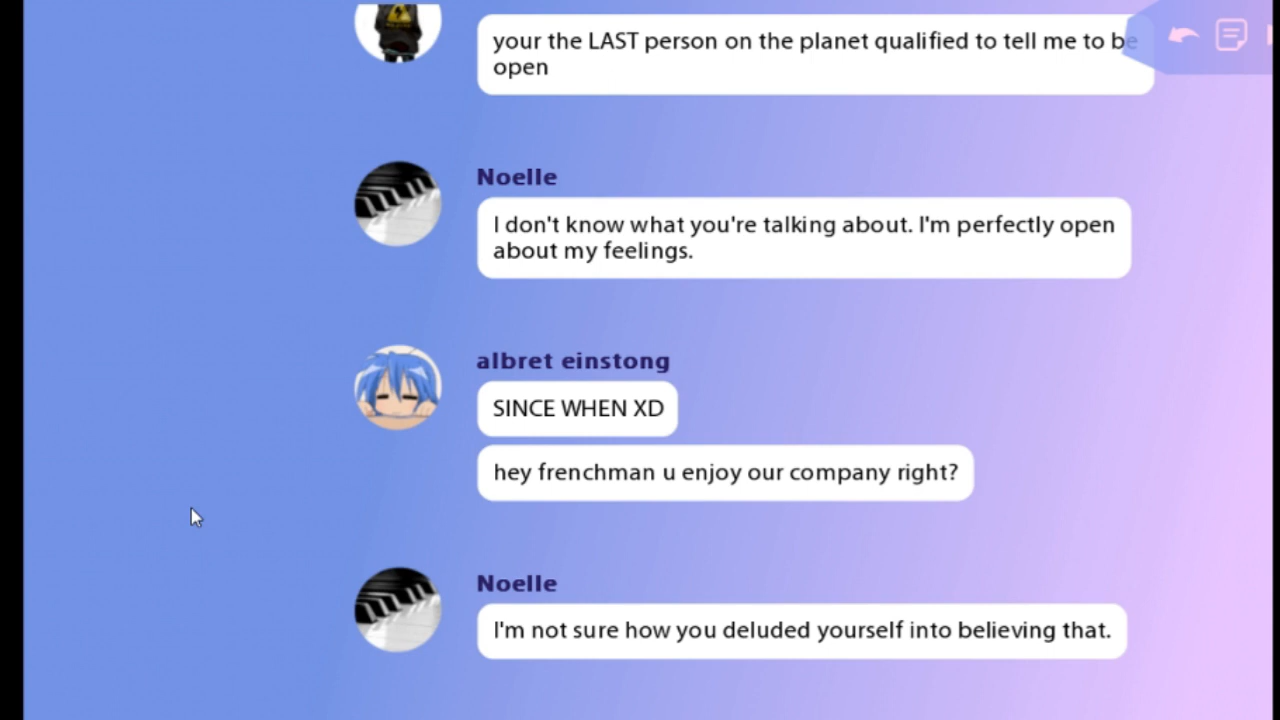 your the LAST person on the planet qualified to tell me to be
open
Noelle
I don't know what you're talking about. I'm perfectly open
about my feelings.
albret einstong
SINCE WHEN XD
hey frenchman u enjoy our company right?
Noelle
I'm not sure how you deluded yourself into believing that.